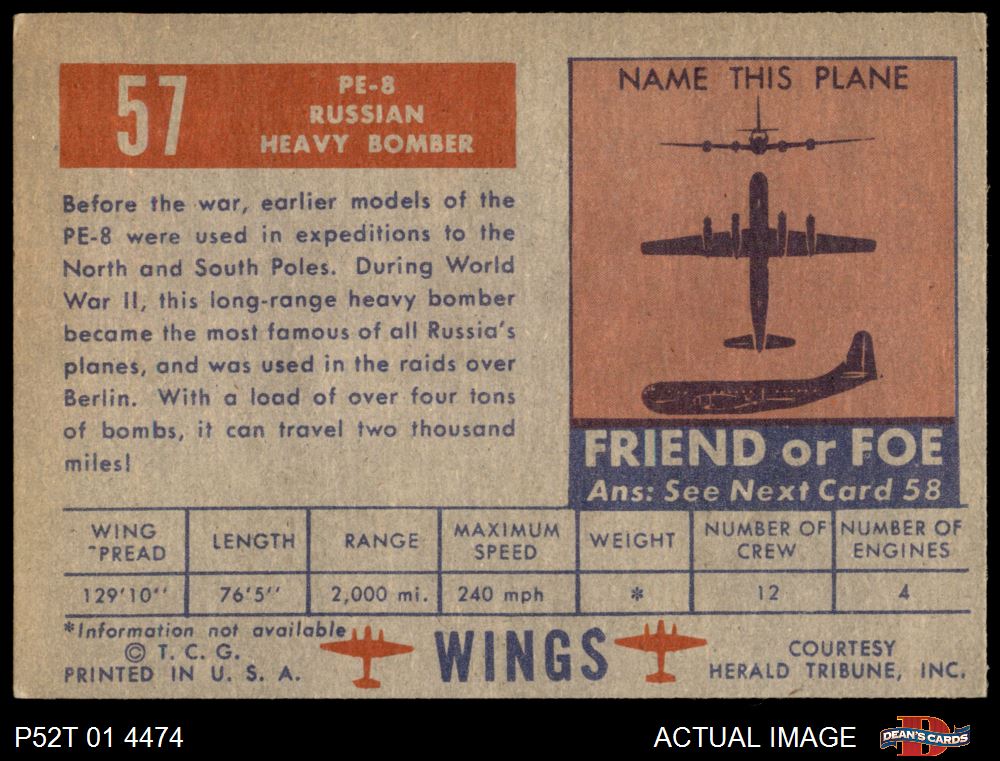 57
PE-8
RUSSIAN
HEAVY BOMBER
Before the war, earlier models of the
PE-8 were used in expeditions to the
North and South Poles. During World
War II, this long-range heavy bomber
became the most famous of all Russia's
planes, and was used in the raids over
Berlin. With a load of over four tons
of bombs, it can travel two thousand
miles!
NAME THIS PLANE
FRIEND or FOE
Ans: See Next Card 58
WING SPREAD LENGTH RANGE MAXIMUM SPEED WEIGHT NUMBER OF CREW NUMBER OF ENGINES
129'10" 76'5" 2,000 mi. 240 mph * 12 4
*Information not available
© T. C. G.
PRINTED IN U. S. A.
WINGS
COURTESY
HERALD TRIBUNE, INC.
P52T 01 4474
ACTUAL IMAGE
D
DEAN'S CARDS